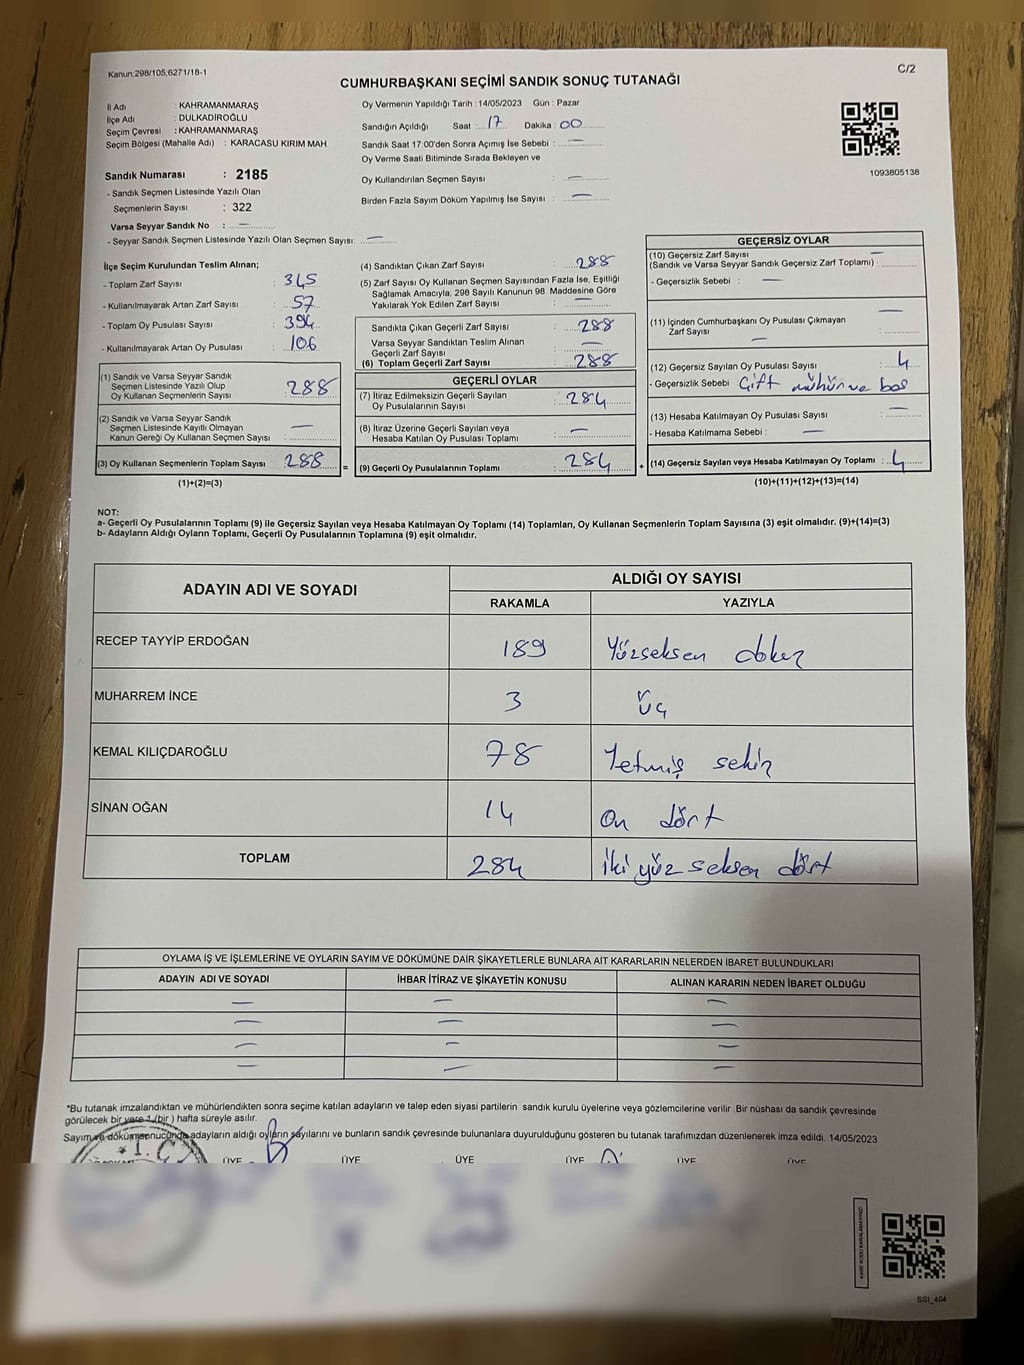 Kanun:298/105;6271/18-1
C/2
CUMHURBAŞKANI SEÇİMİ SANDIK SONUÇ TUTANAĞI
İl Adı : KAHRAMANMARAŞ
İlçe Adı : DULKADİROĞLU
Seçim Çevresi : KAHRAMANMARAŞ
Seçim Bölgesi (Mahalle Adı) : KARACASU KIRIM MAH
Sandık Numarası : 2185
- Sandık Seçmen Listesinde Yazılı Olan
Seçmenlerin Sayısı : 322
Varsa Seyyar Sandık No : —
- Seyyar Sandık Seçmen Listesinde Yazılı Olan Seçmen Sayısı: —
Oy Vermenin Yapıldığı Tarih : 14/05/2023 Gün : Pazar
Sandığın Açıldığı Saat : 17 Dakika : 00
Sandık Saat 17:00'den Sonra Açımış İse Sebebi : —
Oy Verme Saati Bitiminde Sırada Bekleyen ve
Oy Kullandırılan Seçmen Sayısı : —
Birden Fazla Sayım Döküm Yapılmış İse Sayısı : —
1093805138
İlçe Seçim Kurulundan Teslim Alınan;
- Toplam Zarf Sayısı : 345
- Kullanılmayarak Artan Zarf Sayısı : 57
- Toplam Oy Pusulası Sayısı : 394
- Kullanılmayarak Artan Oy Pusulası : 106
(1) Sandık ve Varsa Seyyar Sandık
Seçmen Listesinde Yazılı Olup
Oy Kullanan Seçmenlerin Sayısı : 288
(2) Sandık ve Varsa Seyyar Sandık
Seçmen Listesinde Kayıtlı Olmayan
Kanun Gereği Oy Kullanan Seçmen Sayısı : —
(3) Oy Kullanan Seçmenlerin Toplam Sayısı : 288
(1)+(2)=(3)
(4) Sandıktan Çıkan Zarf Sayısı : 288
(5) Zarf Sayısı Oy Kullanan Seçmen Sayısından Fazla İse, Eşitliği
Sağlamak Amacıyla; 298 Sayılı Kanunun 98. Maddesine Göre
Yakılarak Yok Edilen Zarf Sayısı : —
Sandıkta Çıkan Geçerli Zarf Sayısı : 288
Varsa Seyyar Sandıktan Teslim Alınan
Geçerli Zarf Sayısı : —
(6) Toplam Geçerli Zarf Sayısı : 288
GEÇERLİ OYLAR
(7) İtiraz Edilmeksizin Geçerli Sayılan
Oy Pusulalarının Sayısı : 284
(8) İtiraz Üzerine Geçerli Sayılan veya
Hesaba Katılan Oy Pusulası Toplamı : —
= (9) Geçerli Oy Pusulalarının Toplamı : 284 +
GEÇERSİZ OYLAR
(10) Geçersiz Zarf Sayısı —
(Sandık ve Varsa Seyyar Sandık Geçersiz Zarf Toplamı) :
- Geçersizlik Sebebi : —
(11) İçinden Cumhurbaşkanı Oy Pusulası Çıkmayan —
Zarf Sayısı : —
(12) Geçersiz Sayılan Oy Pusulası Sayısı : 4
- Geçersizlik Sebebi : Çift mühür ve boş
(13) Hesaba Katılmayan Oy Pusulası Sayısı : —
- Hesaba Katılmama Sebebi : —
(14) Geçersiz Sayılan veya Hesaba Katılmayan Oy Toplamı : 4
(10)+(11)+(12)+(13)=(14)
NOT:
a- Geçerli Oy Pusulalarının Toplamı (9) ile Geçersiz Sayılan veya Hesaba Katılmayan Oy Toplamı (14) Toplamları, Oy Kullanan Seçmenlerin Toplam Sayısına (3) eşit olmalıdır. (9)+(14)=(3)
b- Adayların Aldığı Oyların Toplamı, Geçerli Oy Pusulalarının Toplamına (9) eşit olmalıdır.
ADAYIN ADI VE SOYADI
ALDIĞI OY SAYISI
RAKAMLA YAZIYLA
RECEP TAYYİP ERDOĞAN 189 Yüzseksen dokuz
MUHARREM İNCE 3 Üç
KEMAL KILIÇDAROĞLU 78 Yetmiş sekiz
SİNAN OĞAN 14 On dört
TOPLAM 284 İki yüz seksen dört
OYLAMA İŞ VE İŞLEMLERİNE VE OYLARIN SAYIM VE DÖKÜMÜNE DAİR ŞİKAYETLERLE BUNLARA AİT KARARLARIN NELERDEN İBARET BULUNDUKLARI
ADAYIN ADI VE SOYADI İHBAR İTİRAZ VE ŞİKAYETİN KONUSU ALINAN KARARIN NEDEN İBARET OLDUĞU
— — —
— — —
— — —
— — —
*Bu tutanak imzalandıktan ve mühürlendikten sonra seçime katılan adayların ve talep eden siyasi partilerin sandık kurulu üyelerine veya gözlemcilerine verilir .Bir nüshası da sandık çevresinde
görülecek bir yere 1 (bir ) hafta süreyle asılır.
Sayım ve döküm sonucunda adayların aldığı oyların sayılarını ve bunların sandık çevresinde bulunanlara duyurulduğunu gösteren bu tutanak tarafımızdan düzenlenerek imza edildi. 14/05/2023
T.C.
ÜYE ÜYE ÜYE ÜYE ÜYE ÜYE
SSI_404